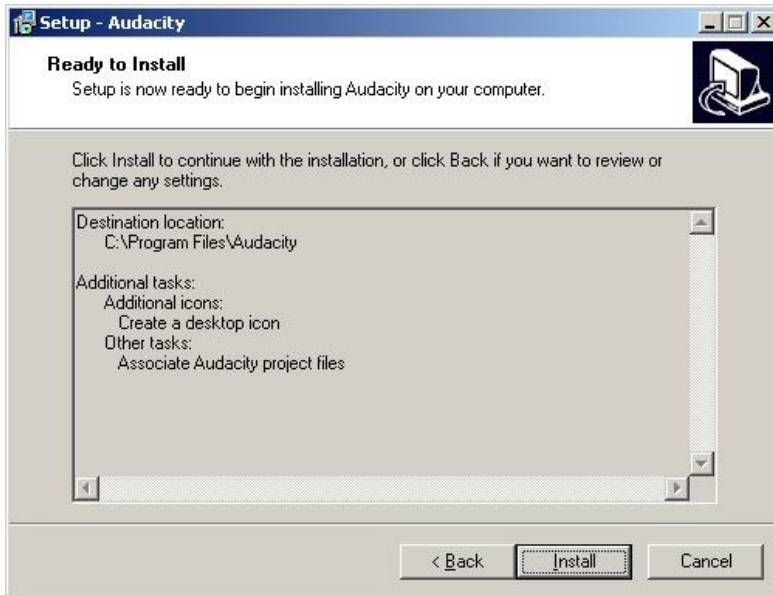 Setup - Audacity
Ready to Install
Setup is now ready to begin installing Audacity on your computer.
Click Install to continue with the installation, or click Back if you want to review or
change any settings.
Destination location:
C:\Program Files\Audacity
Additional tasks:
Additional icons:
Create a desktop icon
Other tasks:
Associate Audacity project files
< Back
Install
Cancel